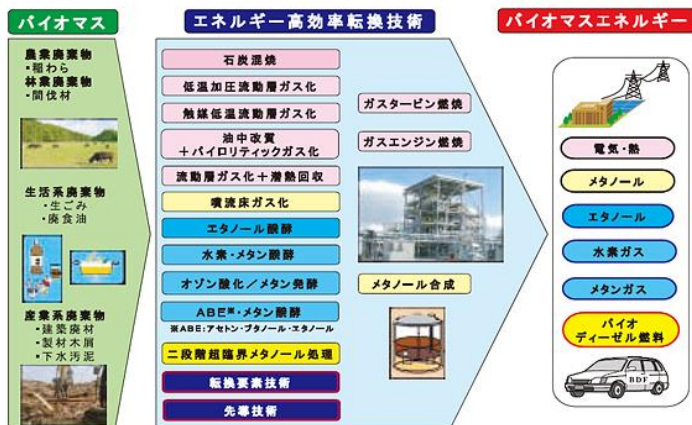 バイオマス
エネルギー高効率転換技術
バイオマスエネルギー
農業廃棄物
・稲わら
林業廃棄物
・間伐材
生活系廃棄物
・生ごみ
・廃食油
産業系廃棄物
・建築廃材
・製材木屑
・下水汚泥
石炭混焼
低温加圧流動層ガス化
触媒低温流動層ガス化
油中改質
+パイロリティックガス化
流動層ガス化+潜熱回収
噴流床ガス化
エタノール醗酵
水素・メタン醗酵
オゾン酸化/メタン発酵
ABE※・メタン醗酵
※ABE:アセトン・ブタノール・エタノール
二段階超臨界メタノール処理
転換要素技術
先導技術
ガスタービン燃焼
ガスエンジン燃焼
メタノール合成
電気・熱
メタノール
エタノール
水素ガス
メタンガス
バイオ
ディーゼル燃料
BDF